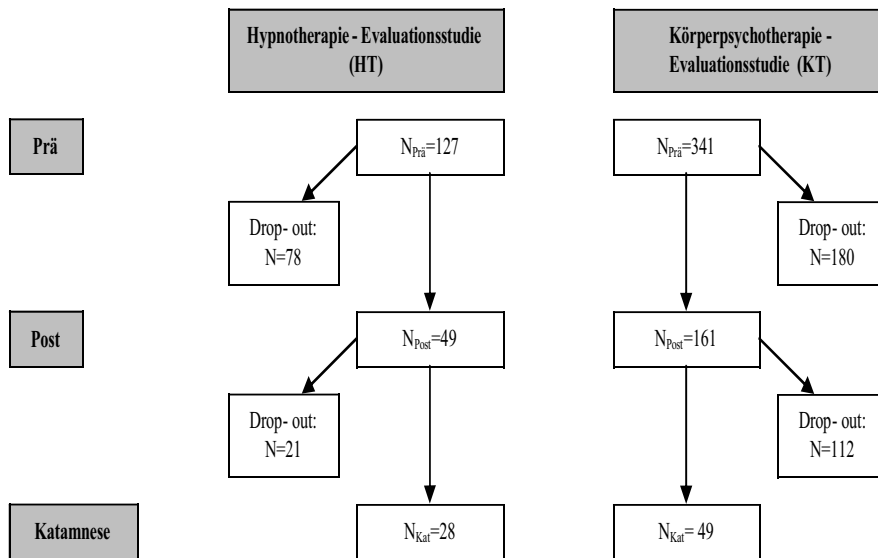 Hypnotherapie - Evaluationsstudie
(HT)
Körperpsychotherapie -
Evaluationsstudie (KT)
Prä
NPrä=127
NPrä=341
Drop- out:
N=78
Drop- out:
N=180
Post
NPost=49
NPost=161
Drop- out:
N=21
Drop- out:
N=112
Katamnese
NKat=28
NKat= 49